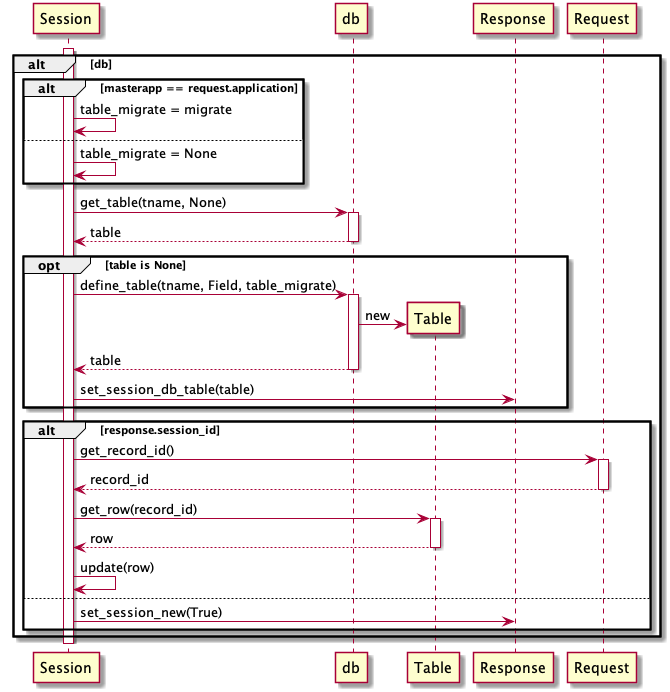 Session db Response Request
alt [db]
alt [masterapp == request.application]
table_migrate = migrate
table_migrate = None
get_table(tname, None)
table
opt [table is None]
define_table(tname, Field, table_migrate)
new Table
table
set_session_db_table(table)
alt [response.session_id]
get_record_id()
record_id
get_row(record_id)
row
update(row)
set_session_new(True)
Session db Table Response Request